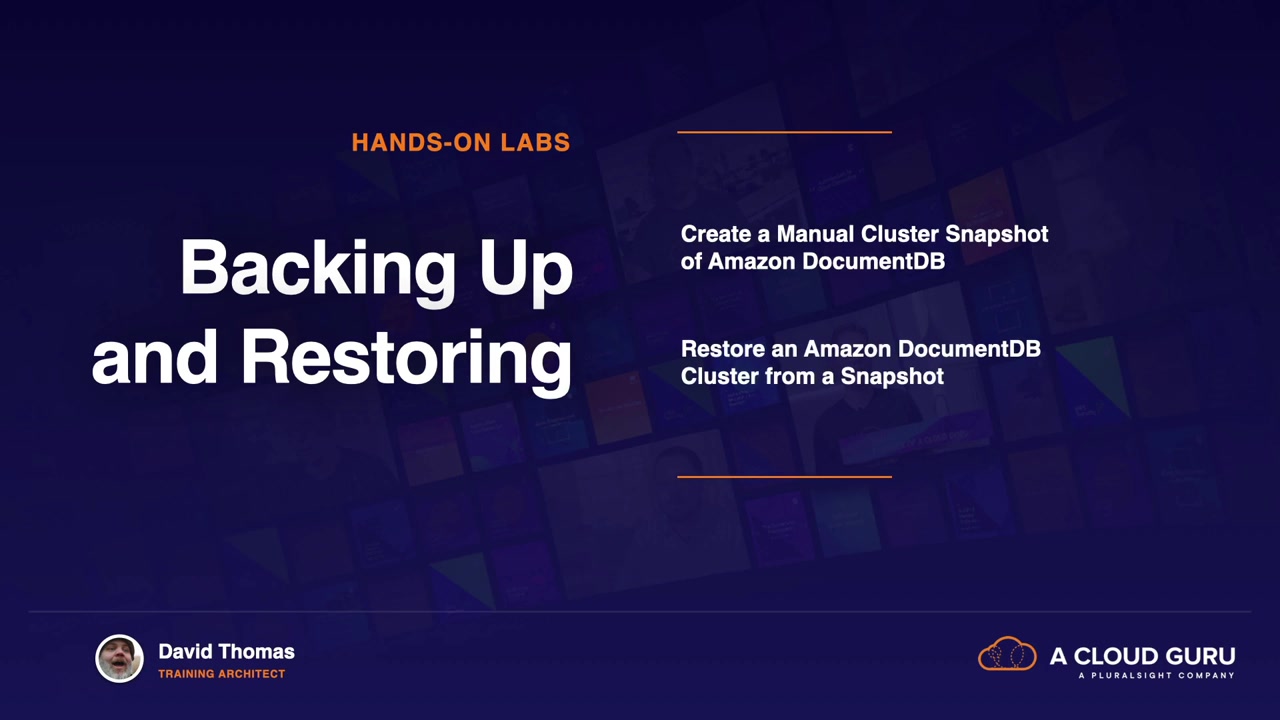 HANDS-ON LABS
Backing Up
and Restoring
Create a Manual Cluster Snapshot
of Amazon DocumentDB
Restore an Amazon DocumentDB
Cluster from a Snapshot
David Thomas
TRAINING ARCHITECT
A CLOUD GURU
A PLURALSIGHT COMPANY